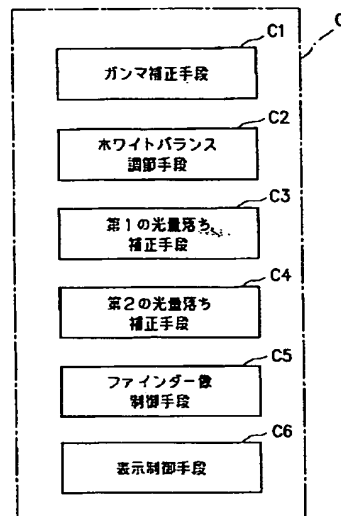 C
C1
ガンマ補正手段
C2
ホワイトバランス
調節手段
C3
第1の光量落ち
補正手段
C4
第2の光量落ち
補正手段
C5
ファインダー像
制御手段
C6
表示制御手段